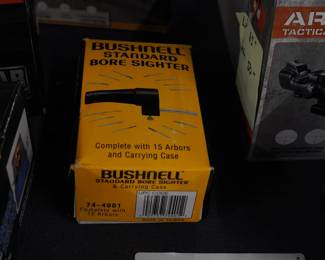 BUSHNELL
STANDARD
BORE SIGHTER
Complete with 15 Arbors
and Carrying Case
BUSHNELL
STANDARD BORE SIGHTER
& Carrying Case
74-4001
Complete with
15 Arbors
AR
TACTICA